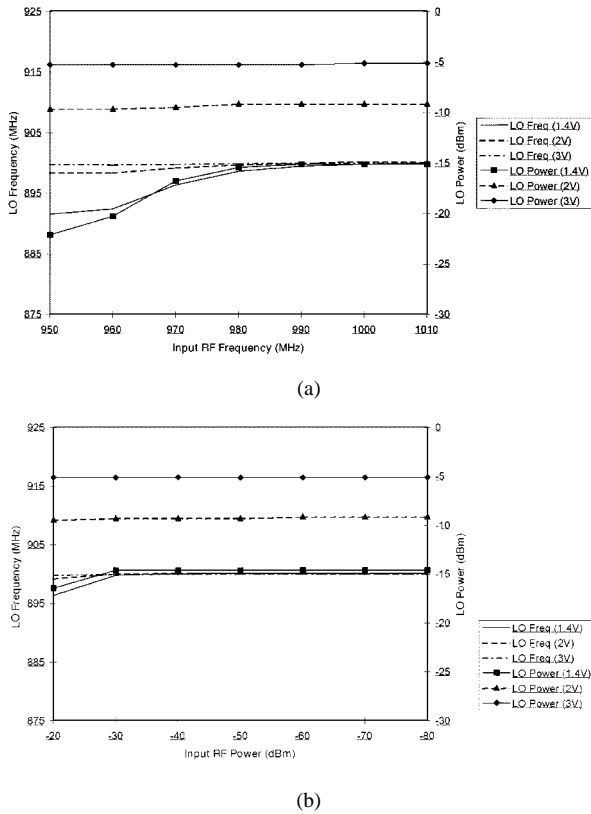 925
915
905
895
885
875
LO Frequency (MHz)
0
-5
-10
-15
-20
-25
-30
LO Power (dBm)
950
960
970
980
990
1000
1010
Input RF Frequency (MHz)
LO Freq (1.4V)
LO Freq (2V)
LO Freq (3V)
LO Power (1.4V)
LO Power (2V)
LO Power (3V)
(a)
925
915
905
895
885
875
LO Frequency (MHz)
0
-5
-10
-15
-20
-25
-30
LO Power (dBm)
-20
-30
-40
-50
-60
-70
-80
Input RF Power (dBm)
LO Freq (1.4V)
LO Freq (2V)
LO Freq (3V)
LO Power (1.4V)
LO Power (2V)
LO Power (3V)
(b)